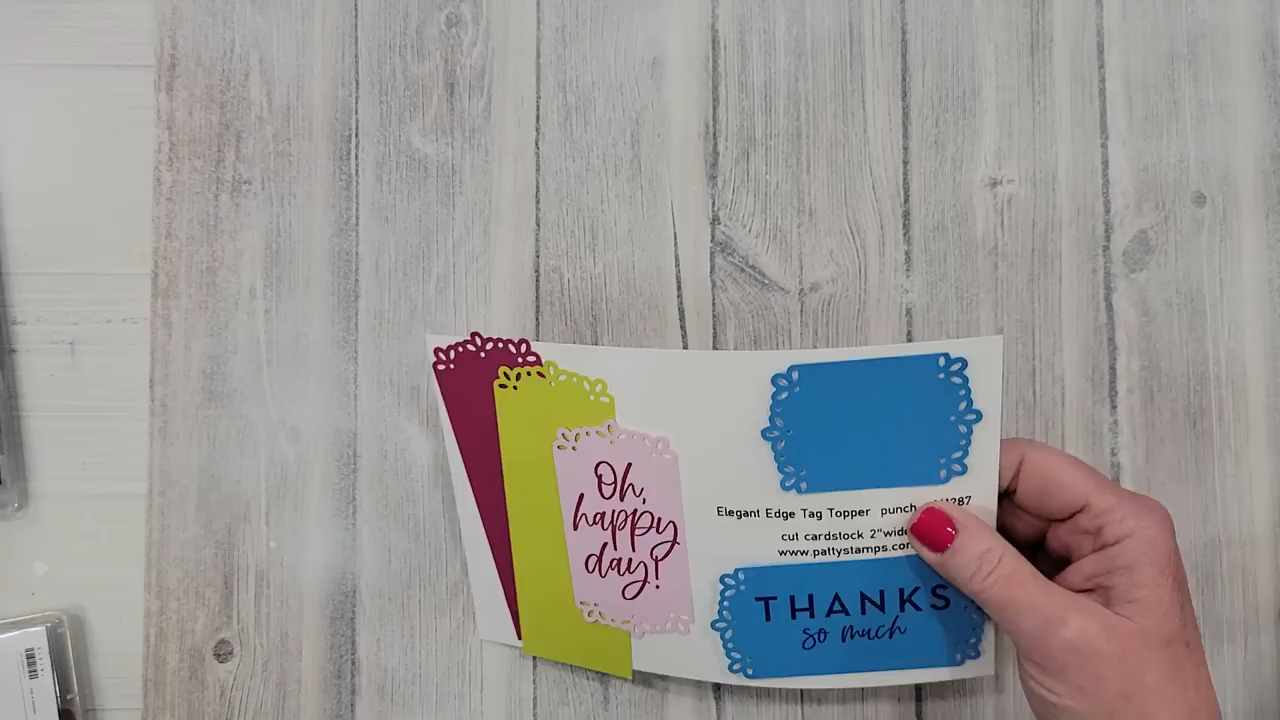 Oh,
happy
day!
Elegant Edge Tag Topper punch
cut cardstock 2"wide
www.pattystamps.com
THANKS
so much